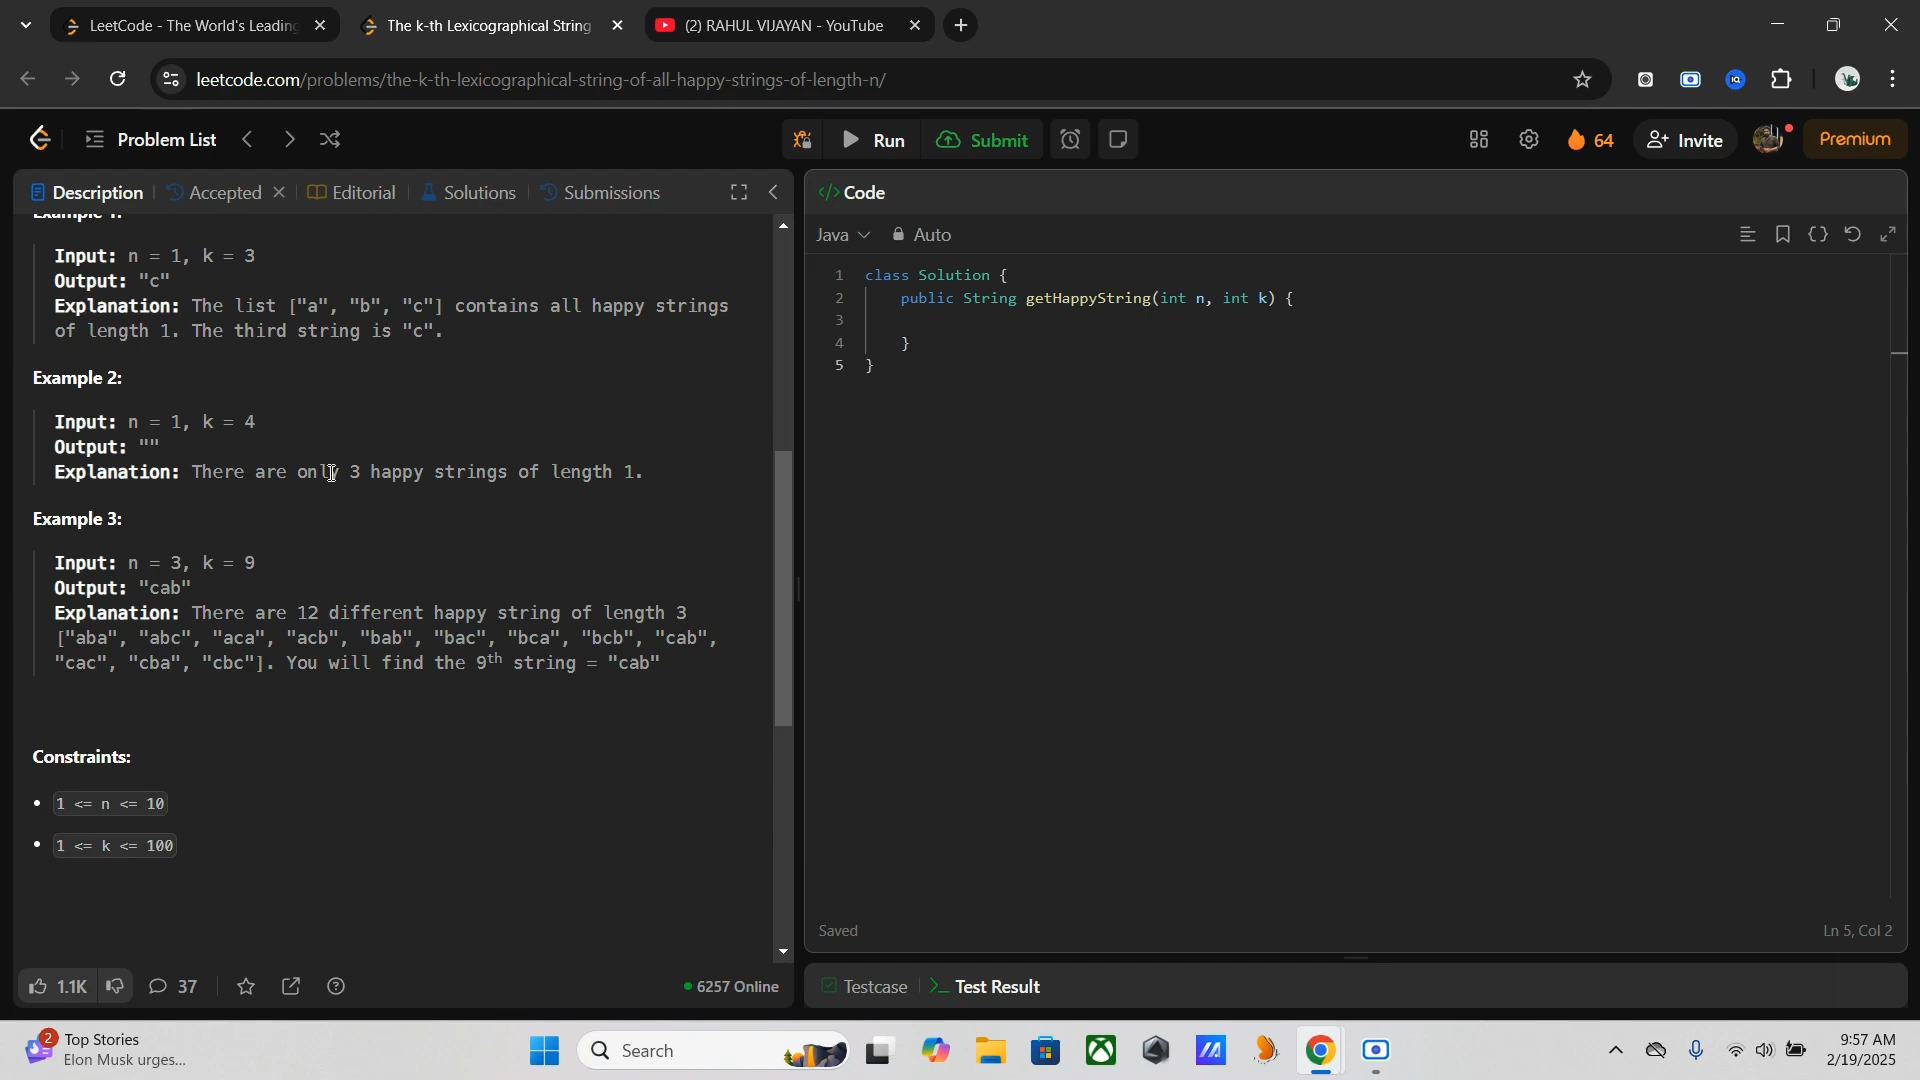 LeetCode - The World's Leading
The k-th Lexicographical String
(2) RAHUL VIJAYAN - YouTube
leetcode.com/problems/the-k-th-lexicographical-string-of-all-happy-strings-of-length-n/
Problem List
Run
Submit
64
Invite
Premium
Description
Accepted
Editorial
Solutions
Submissions
Example 1:
Input: n = 1, k = 3
Output: "c"
Explanation: The list ["a", "b", "c"] contains all happy strings
of length 1. The third string is "c".
Example 2:
Input: n = 1, k = 4
Output: ""
Explanation: There are only 3 happy strings of length 1.
Example 3:
Input: n = 3, k = 9
Output: "cab"
Explanation: There are 12 different happy string of length 3
["aba", "abc", "aca", "acb", "bab", "bac", "bca", "bcb", "cab",
"cac", "cba", "cbc"]. You will find the 9th string = "cab"
Constraints:
1 <= n <= 10
1 <= k <= 100
1.1K
37
6257 Online
</> Code
Java
Auto
1 class Solution {
2 public String getHappyString(int n, int k) {
3
4 }
5 }
Saved
Ln 5, Col 2
Testcase
Test Result
2
Top Stories
Elon Musk urges...
Search
9:57 AM
2/19/2025